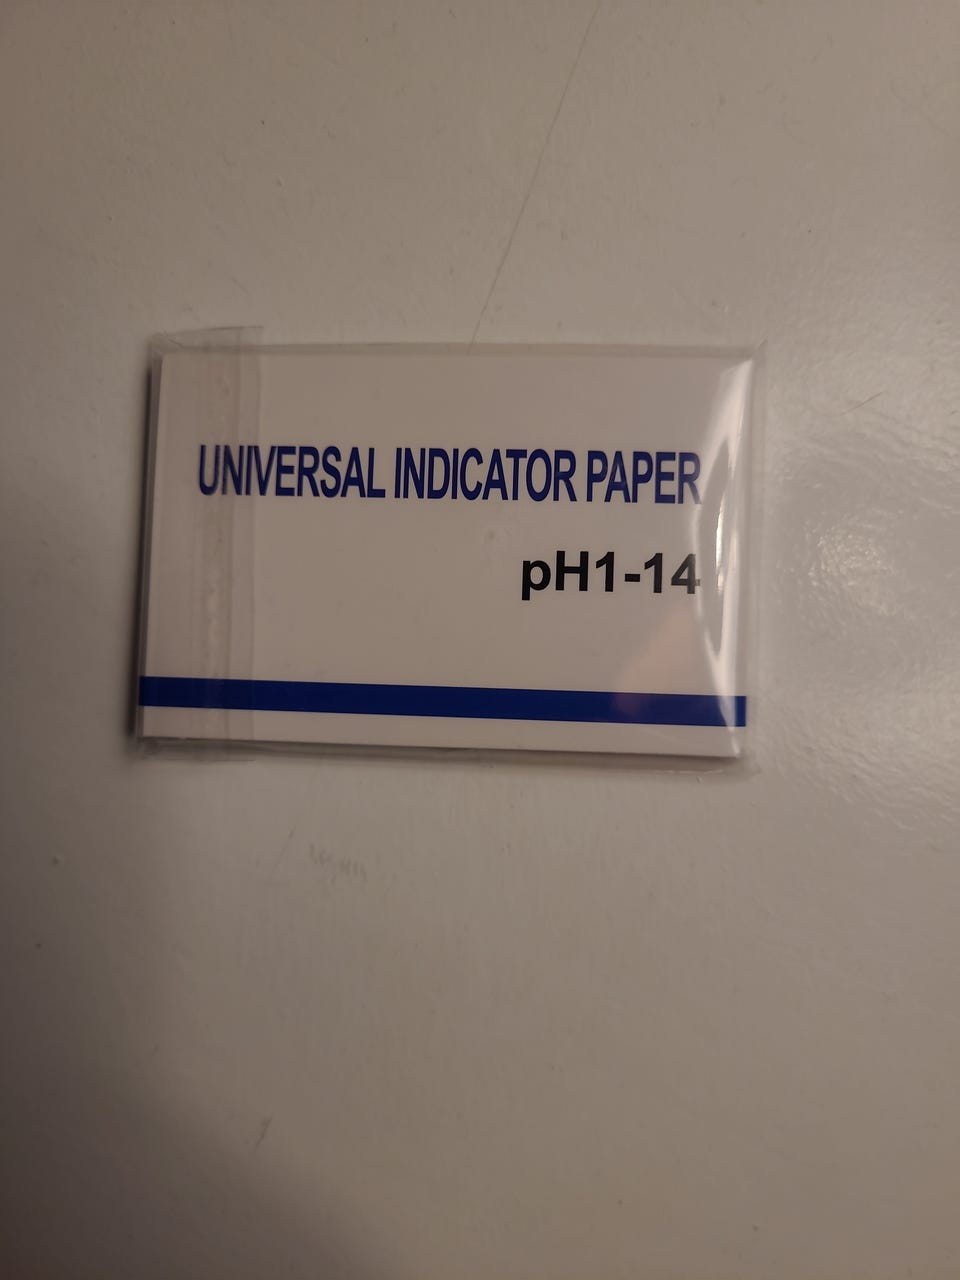 UNIVERSAL INDICATOR PAPER
pH1-14